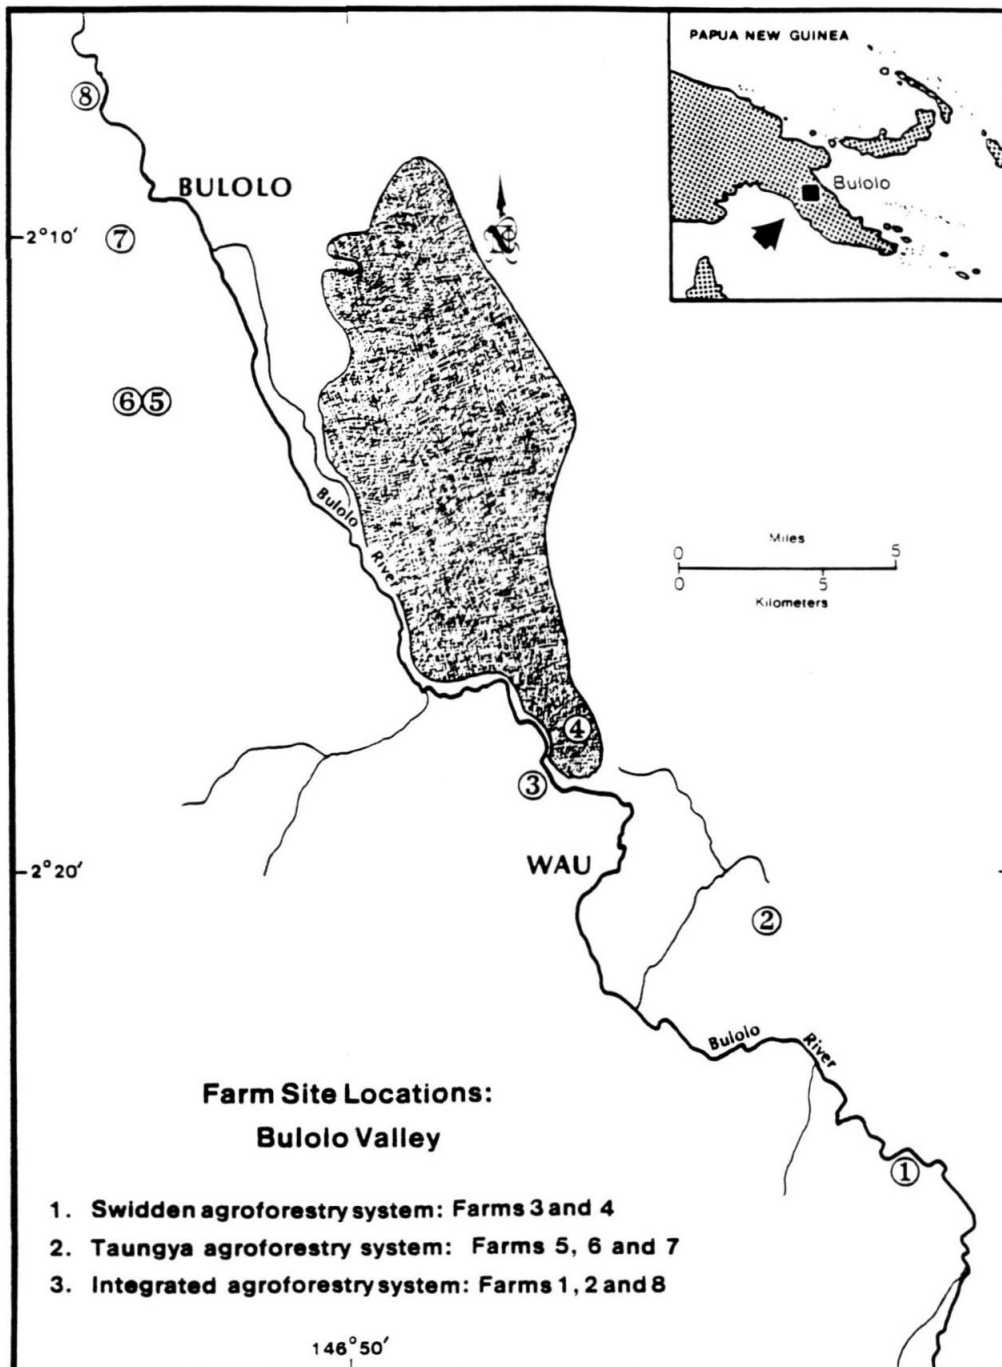 PAPUA NEW GUINEA
Bulolo
⑧
BULOLO
N
2°10′
⑦
⑥⑤
Bulolo
River
Miles
0 5
0 5
Kilometers
④
③
WAU
2°20′
②
Bulolo
River
①
Farm Site Locations:
Bulolo Valley
1. Swidden agroforestry system: Farms 3 and 4
2. Taungya agroforestry system: Farms 5, 6 and 7
3. Integrated agroforestry system: Farms 1, 2 and 8
146°50′